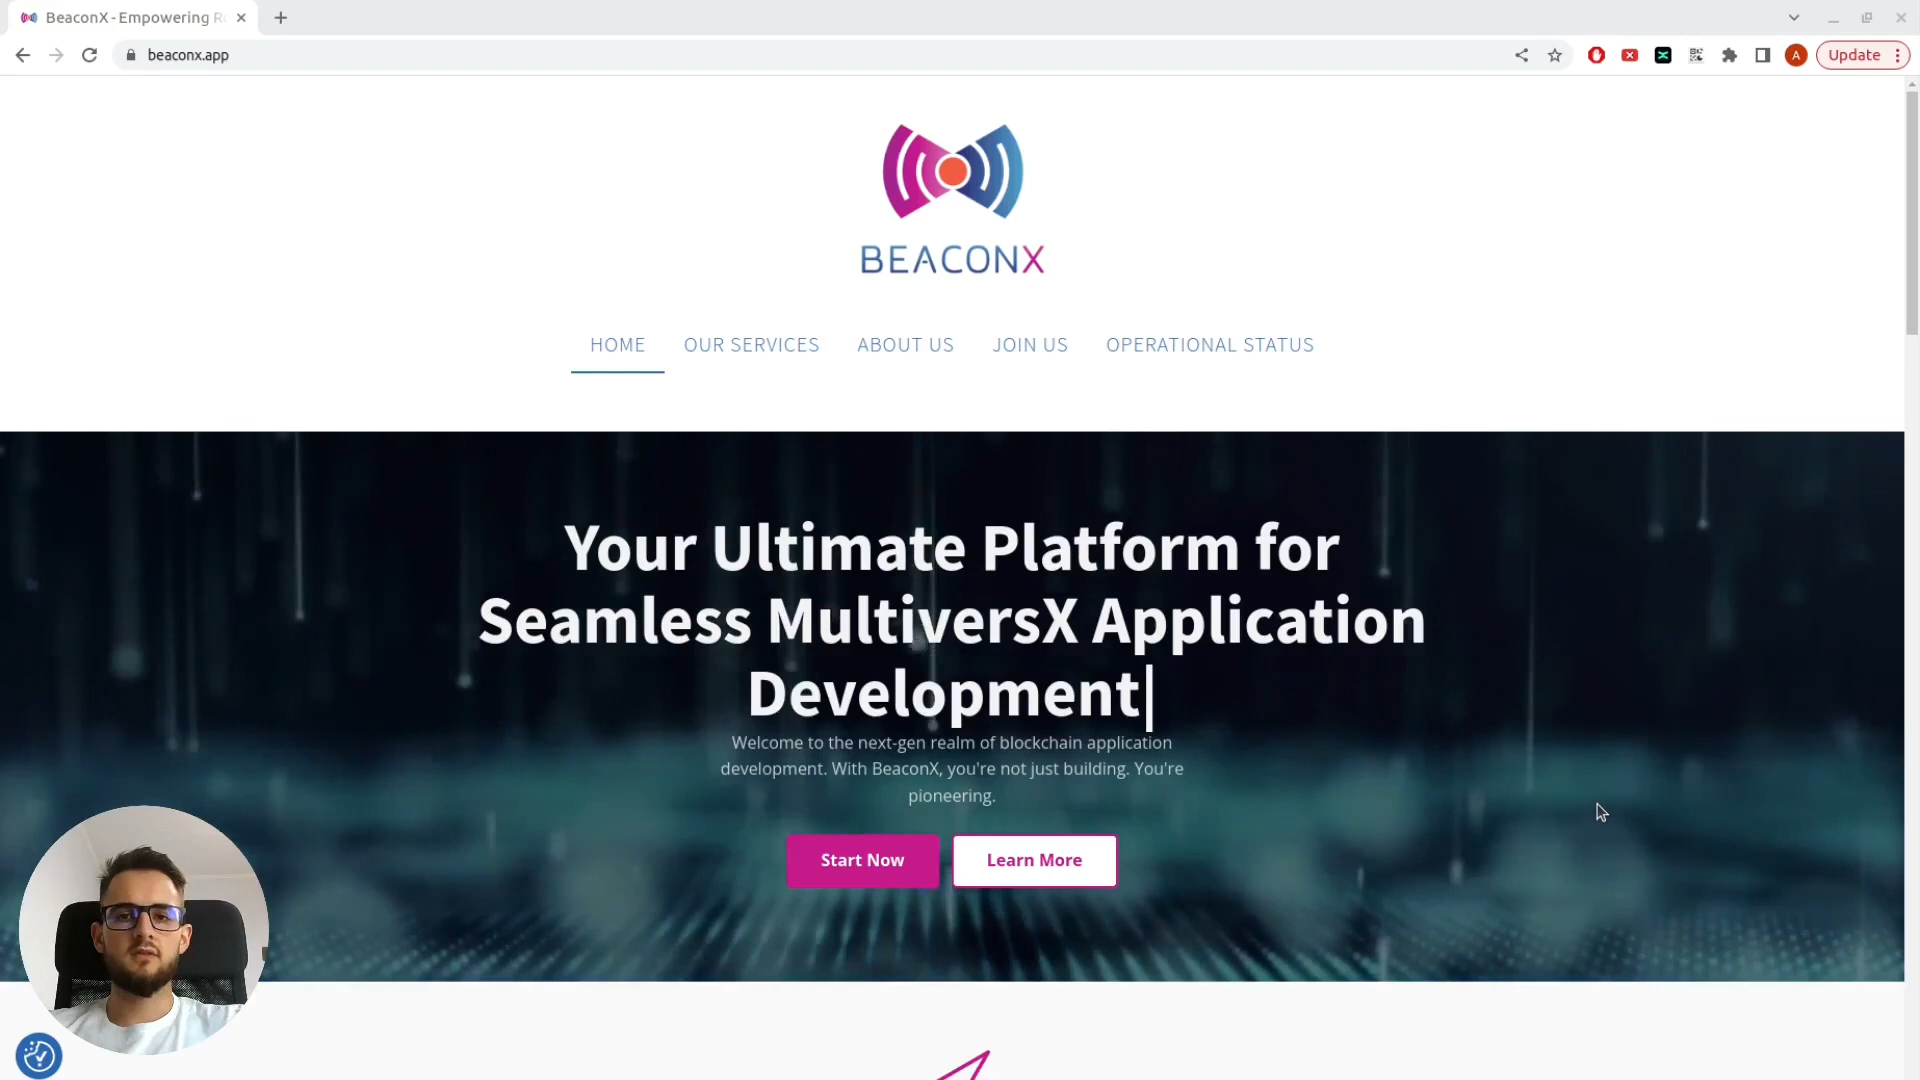 BeaconX - Empowering R
beaconx.app
A
Update
BEACONX
HOME OUR SERVICES ABOUT US JOIN US OPERATIONAL STATUS
Your Ultimate Platform for
Seamless MultiversX Application
Development|
Welcome to the next-gen realm of blockchain application
development. With BeaconX, you're not just building. You're
pioneering.
Start Now Learn More